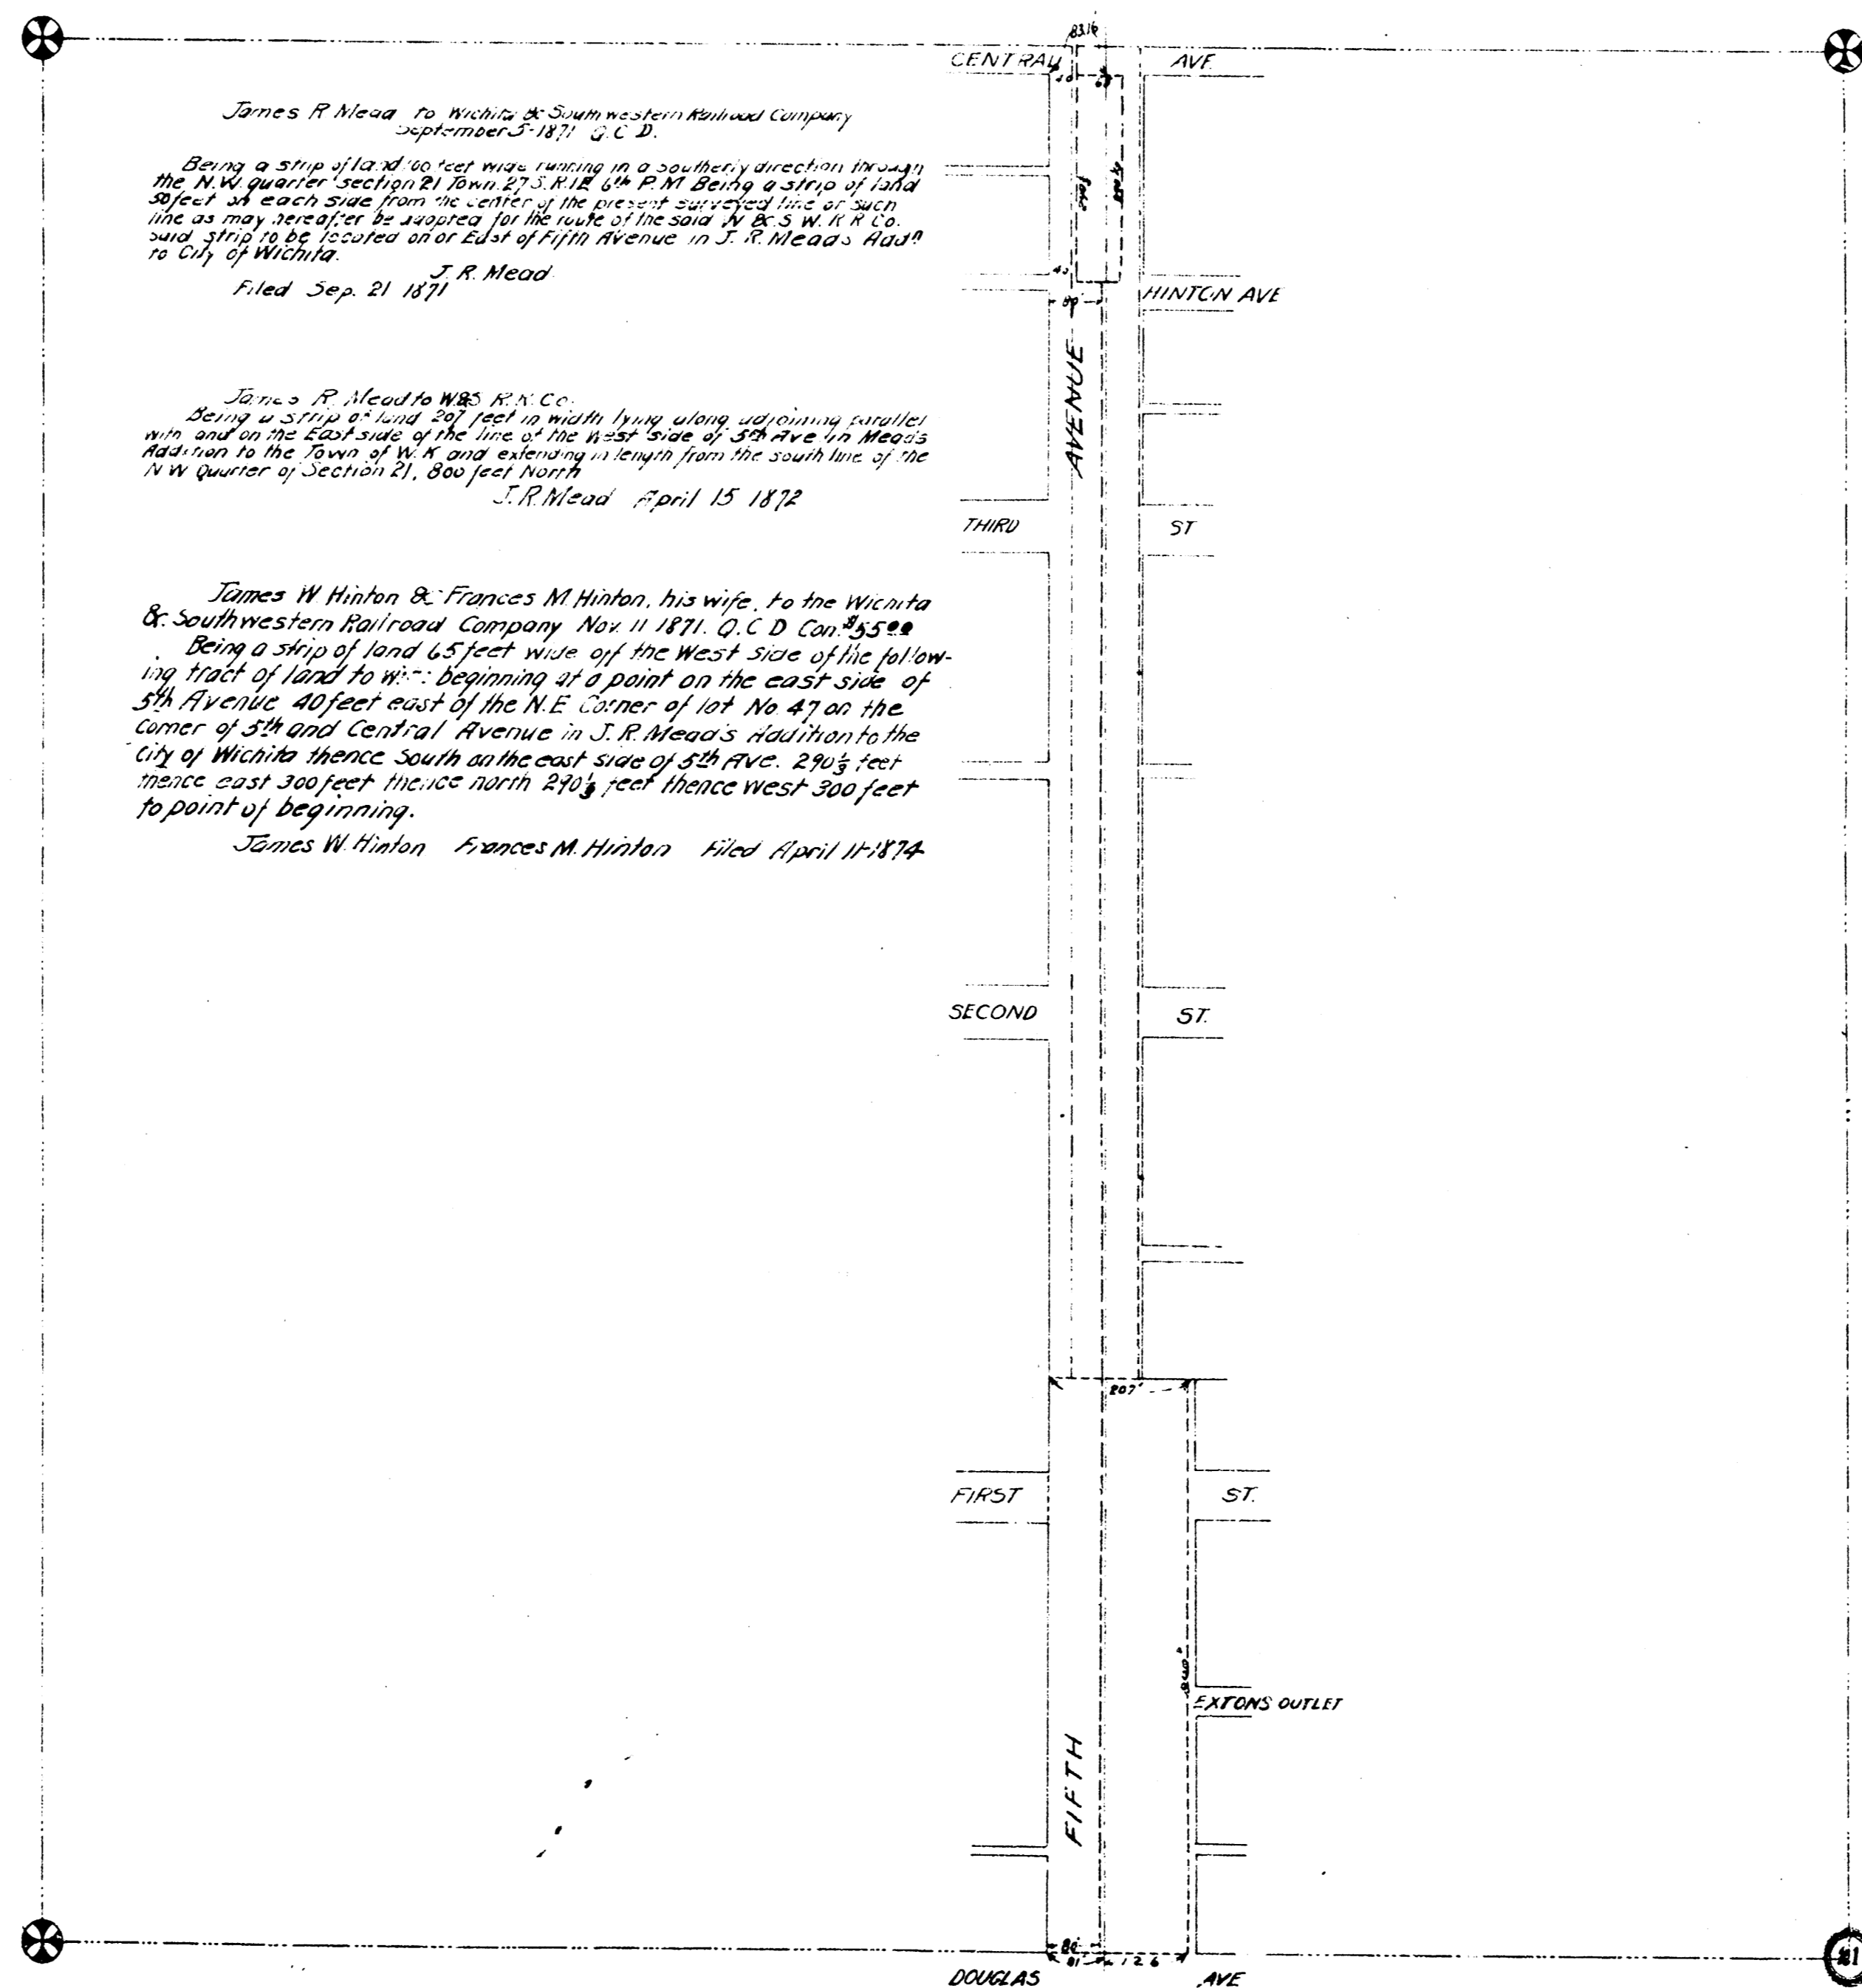 83.16
CENTRAL AVE.
40 65
James R Mead to Wichita & Southwestern Railroad Company
September 5-1871 Q.C D.
Being a strip of land 100 feet wide running in a southerly direction through
the N.W. quarter section 21 Town. 27 S. R. 1 E 6th P.M Being a strip of land
50 feet on each side from the center of the present surveyed line or such
line as may hereafter be adopted for the route of the said W & S W. R R Co.
said strip to be located on or East of Fifth Avenue in J. R. Meads Addn
to City of Wichita.
J. R. Mead
Filed Sep. 21 1871
40
80
HINTON AVE
AVENUE
James R. Mead to W&S R.R. Co.
Being a strip of land 207 feet in width lying along adjoining parallel
with and on the East side of the line of the West side of 5th Ave in Mead's
Addition to the Town of W. K and extending in length from the south line of the
N W Quarter of Section 21, 800 feet North
J. R. Mead April 15 1872
THIRD ST
James W Hinton & Frances M. Hinton, his wife, to the Wichita
& Southwestern Railroad Company Nov. 11 1871. Q.C D Con. $55.00
Being a strip of land 65 feet wide off the West side of the follow-
ing tract of land to wit: beginning at a point on the east side of
5th Avenue 40 feet east of the N.E Corner of lot No. 47 on the
corner of 5th and Central Avenue in J. R. Mead's Addition to the
City of Wichita thence South on the east side of 5th Ave. 290⅓ feet
thence east 300 feet thence north 290⅓ feet thence west 300 feet
to point of beginning.
James W. Hinton Frances M. Hinton Filed April 11-1874
SECOND ST.
207'
FIRST ST.
800'
EXTONS OUTLET
FIFTH
80'
81' 126
DOUGLAS AVE
21